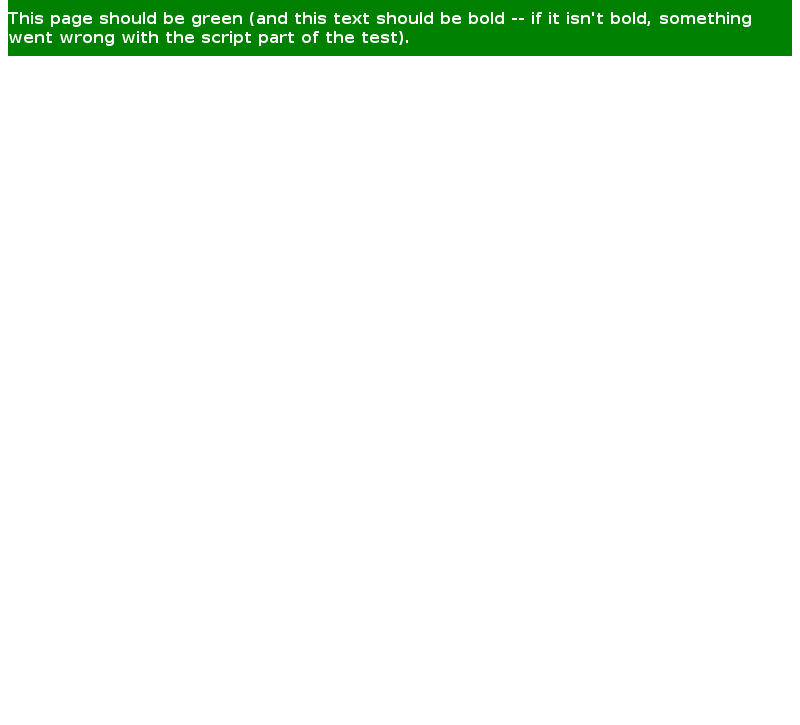 This page should be green (and this text should be bold -- if it isn't bold, something
went wrong with the script part of the test).